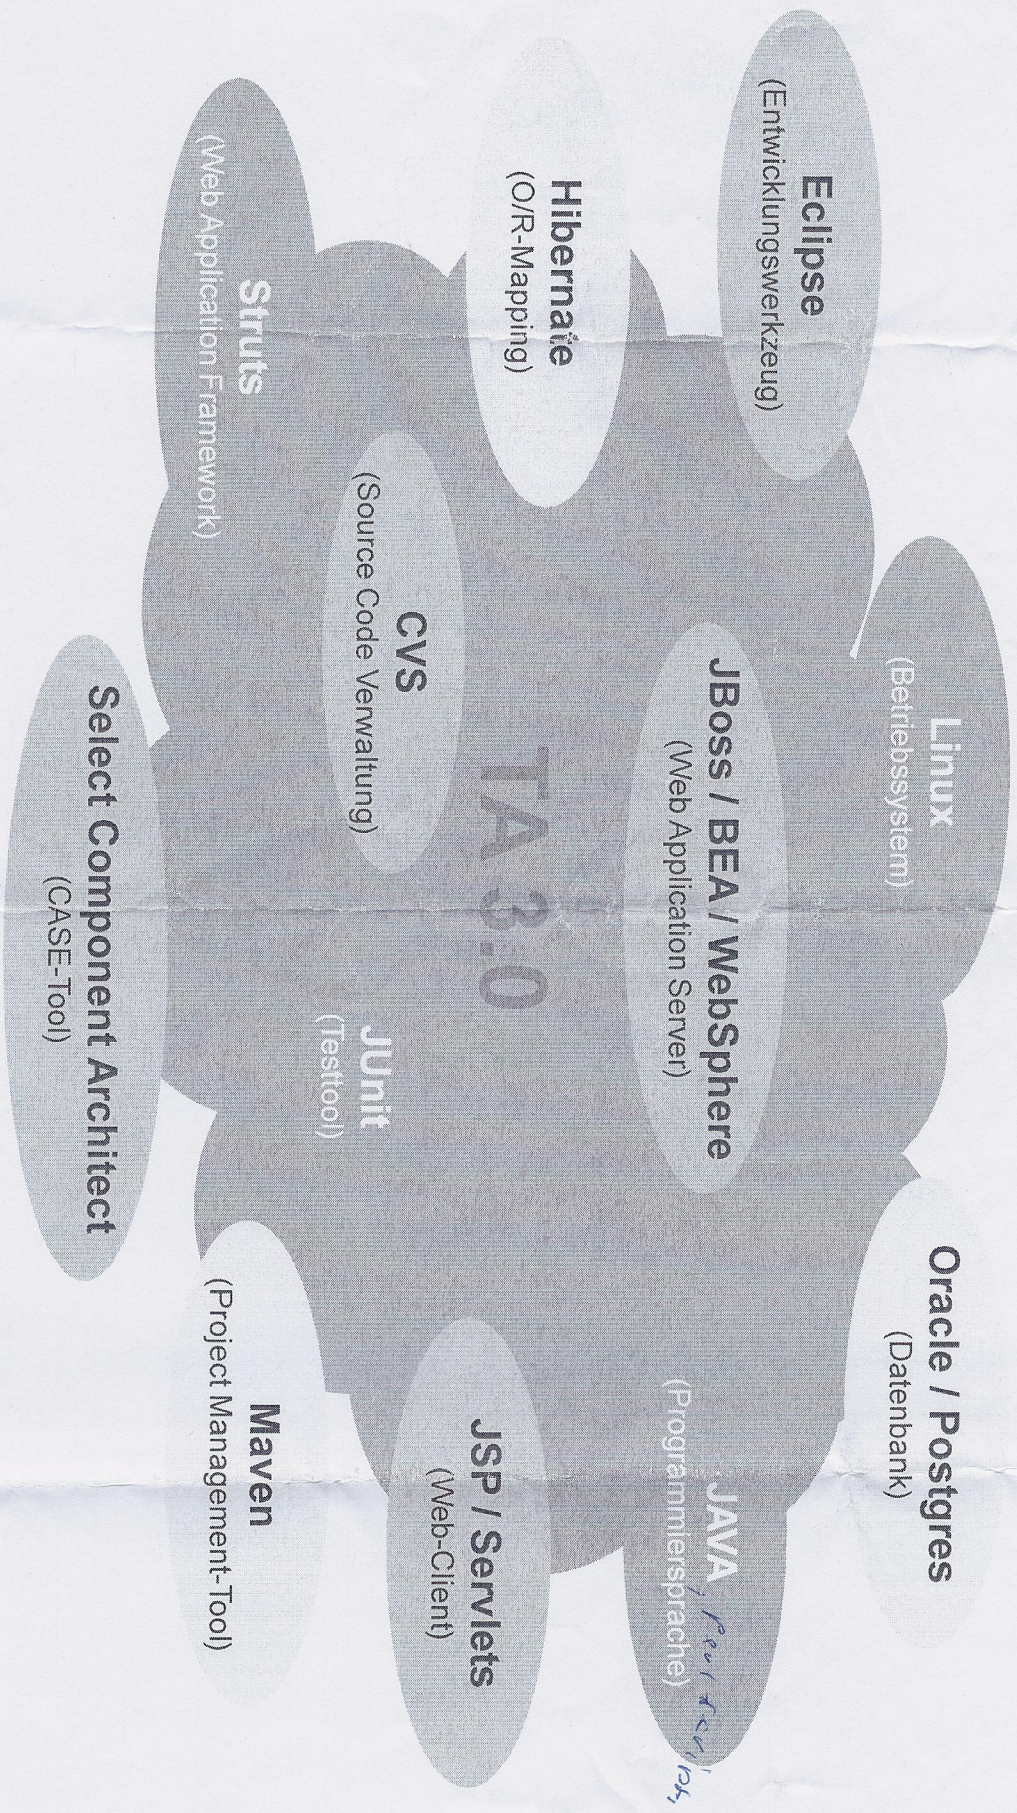 Linux
(Betriebssystem)
Oracle / Postgres
(Datenbank)
Eclipse
(Entwicklungswerkzeug)
JBoss / BEA / WebSphere
(Web Application Server)
JAVA
(Programmiersprache)
Hibernate
(O/R-Mapping)
TA 3.0
JSP / Servlets
(Web-Client)
CVS
(Source Code Verwaltung)
JUnit
(Testtool)
Struts
(Web Application Framework)
Maven
(Project Management-Tool)
Select Component Architect
(CASE-Tool)